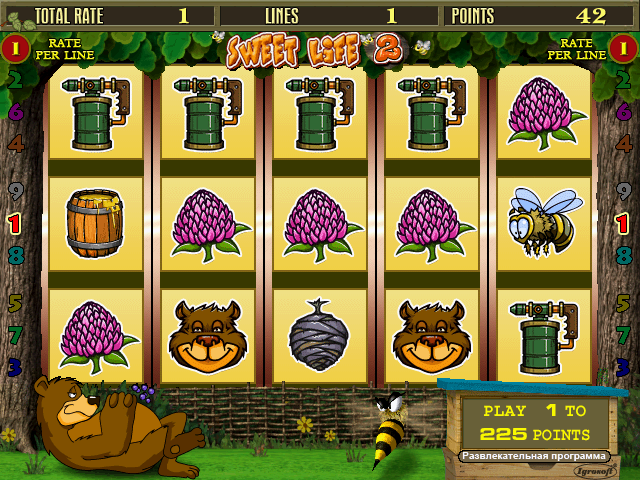 TOTAL RATE 1 LINES 1 POINTS 42
1 RATE PER LINE SWEET LIFE 2 RATE PER LINE 1
2 2
6 6
4 4
9 9
1 1
8 8
5 5
7 7
3 3
PLAY 1 TO
225 POINTS
Развлекательная программа
Igrosoft